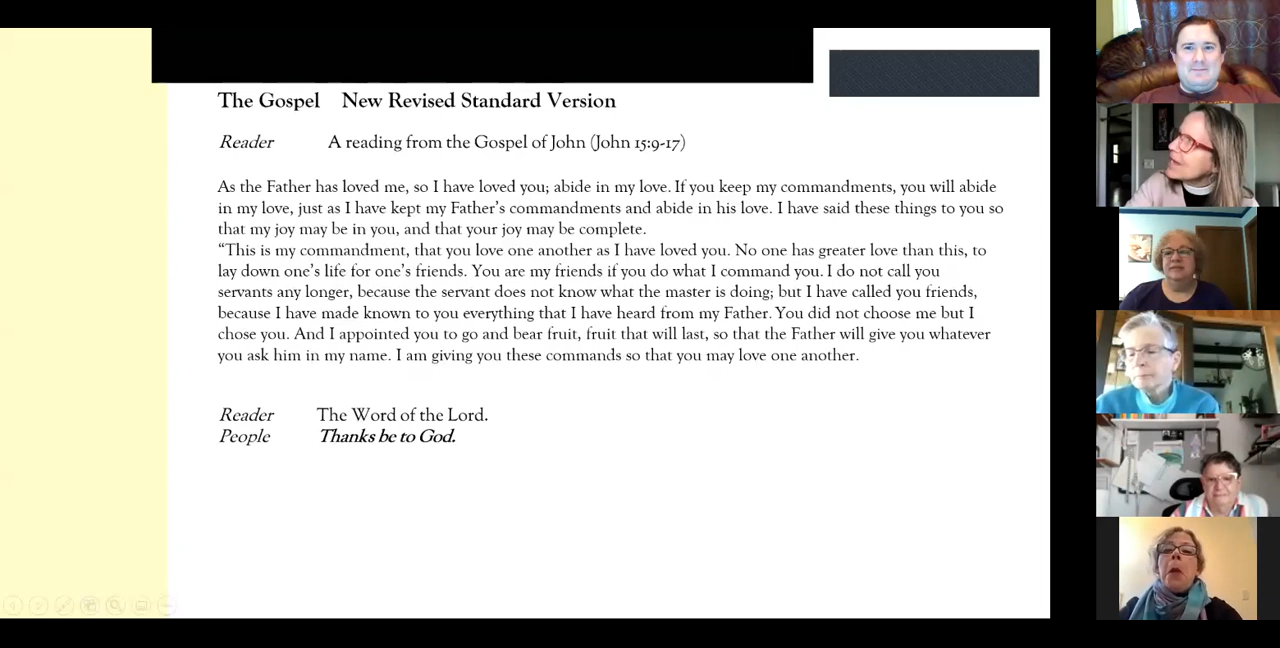 The Gospel New Revised Standard Version
Reader A reading from the Gospel of John (John 15:9-17)
As the Father has loved me, so I have loved you; abide in my love. If you keep my commandments, you will abide
in my love, just as I have kept my Father’s commandments and abide in his love. I have said these things to you so
that my joy may be in you, and that your joy may be complete.
“This is my commandment, that you love one another as I have loved you. No one has greater love than this, to
lay down one’s life for one’s friends. You are my friends if you do what I command you. I do not call you
servants any longer, because the servant does not know what the master is doing; but I have called you friends,
because I have made known to you everything that I have heard from my Father. You did not choose me but I
chose you. And I appointed you to go and bear fruit, fruit that will last, so that the Father will give you whatever
you ask him in my name. I am giving you these commands so that you may love one another.
Reader The Word of the Lord.
People Thanks be to God.